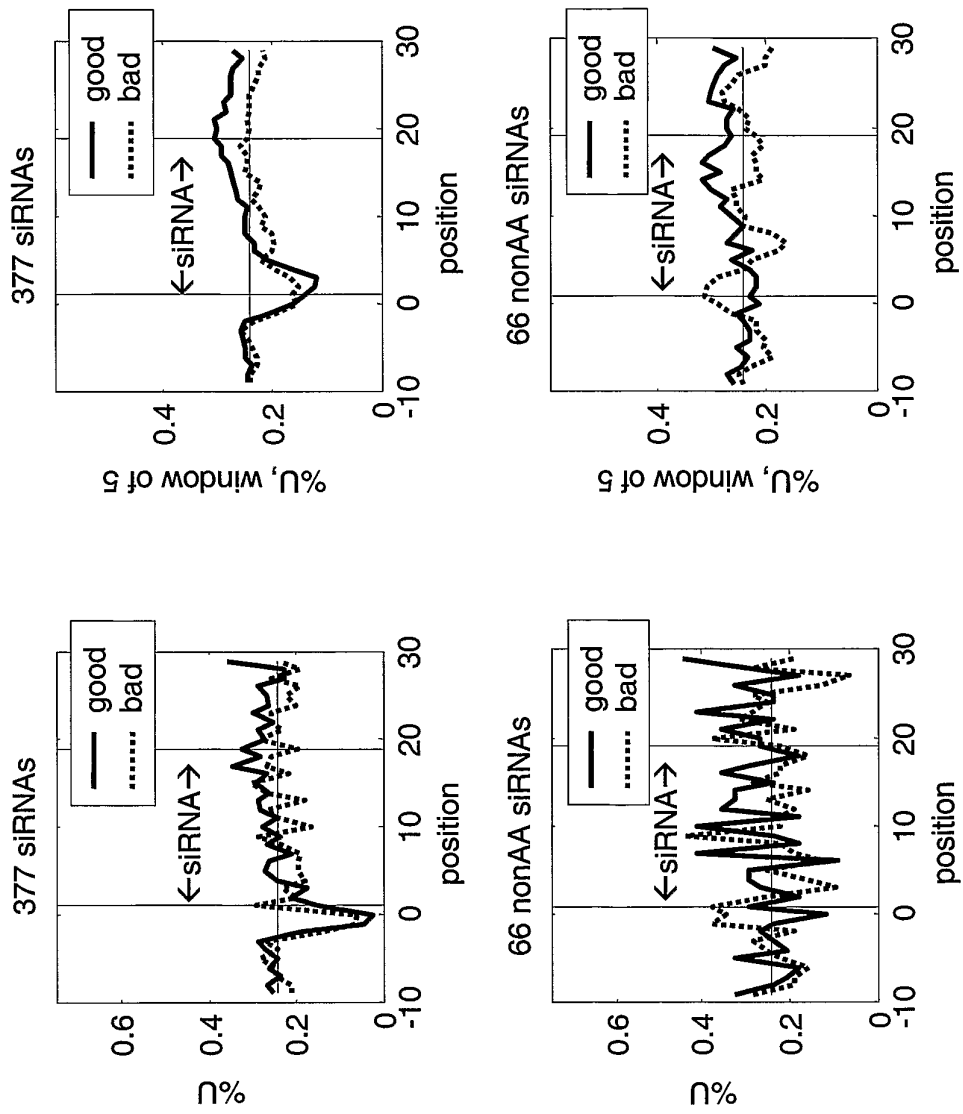 377 siRNAs
good
bad
←siRNA→
%U
0.6
0.4
0.2
0
-10
0
10
20
30
position
377 siRNAs
good
bad
←siRNA→
%U, window of 5
0.4
0.2
0
-10
0
10
20
30
position
66 nonAA siRNAs
good
bad
←siRNA→
%U
0.6
0.4
0.2
0
-10
0
10
20
30
position
66 nonAA siRNAs
good
bad
←siRNA→
%U, window of 5
0.4
0.2
0
-10
0
10
20
30
position